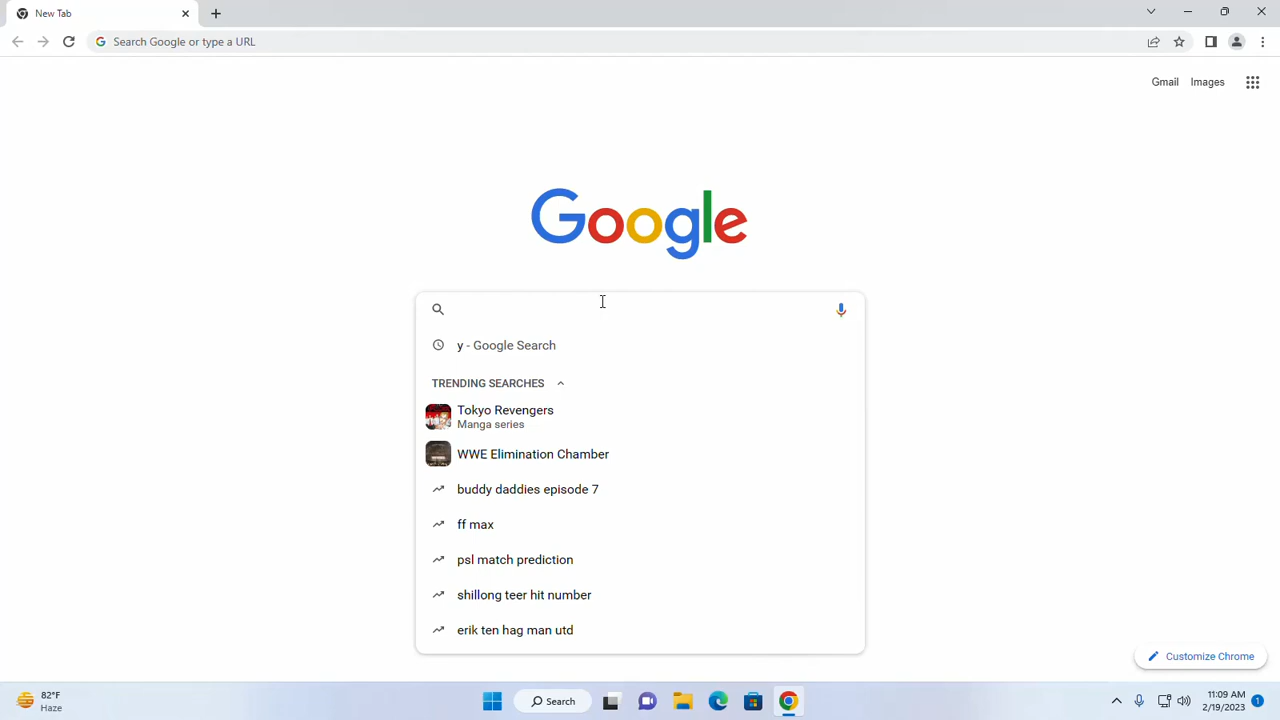 New Tab
Search Google or type a URL
Gmail Images
Google
y - Google Search
TRENDING SEARCHES
Tokyo Revengers
Manga series
WWE Elimination Chamber
buddy daddies episode 7
ff max
psl match prediction
shillong teer hit number
erik ten hag man utd
Customize Chrome
82°F
Haze
Search
11:09 AM
2/19/2023
1